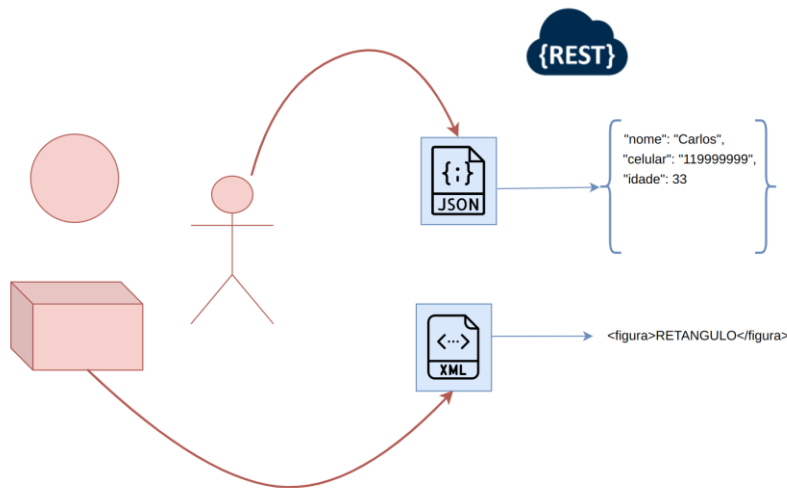 {REST}
"nome": "Carlos",
"celular": "119999999",
"idade": 33
{;}
JSON
<···>
XML
<figura>RETANGULO</figura>